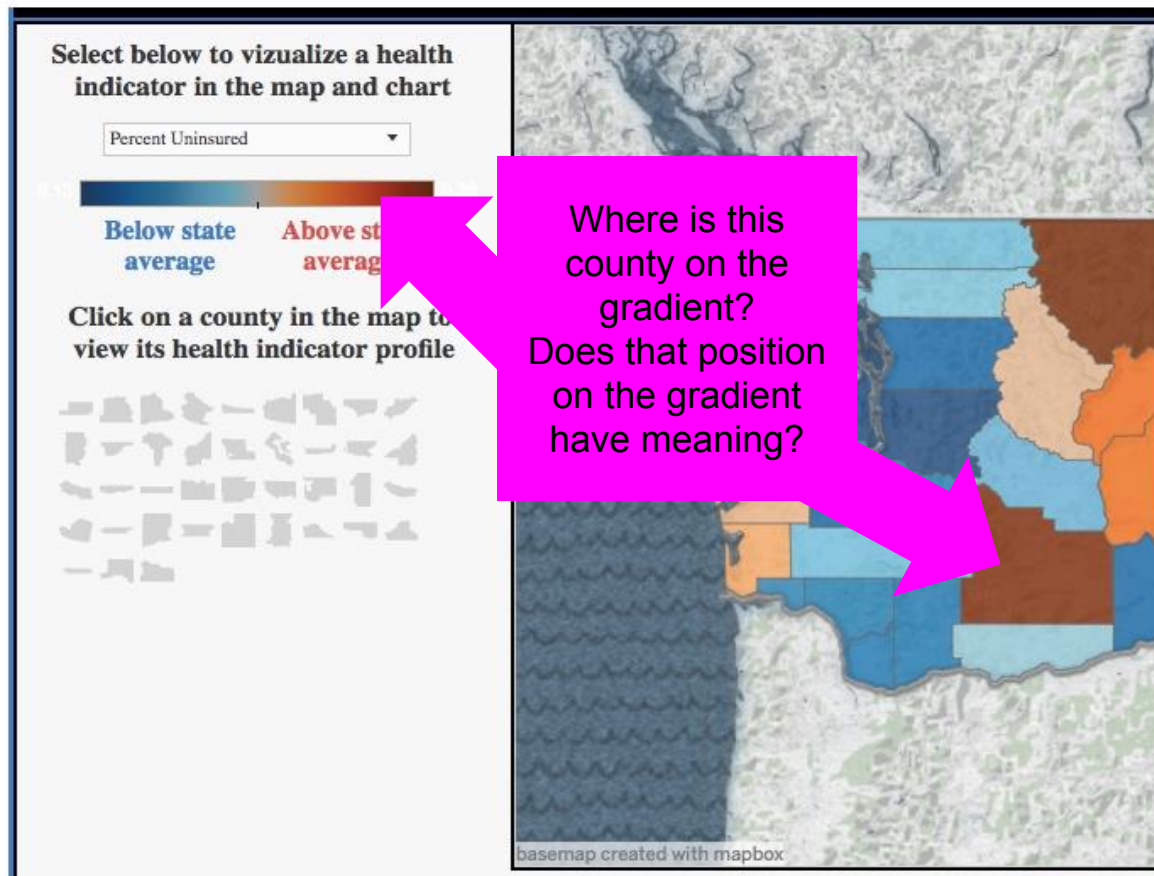 Select below to vizualize a health
indicator in the map and chart
Percent Uninsured
Below state
average
Above st
averag
Click on a county in the map to
view its health indicator profile
Where is this
county on the
gradient?
Does that position
on the gradient
have meaning?
basemap created with mapbox